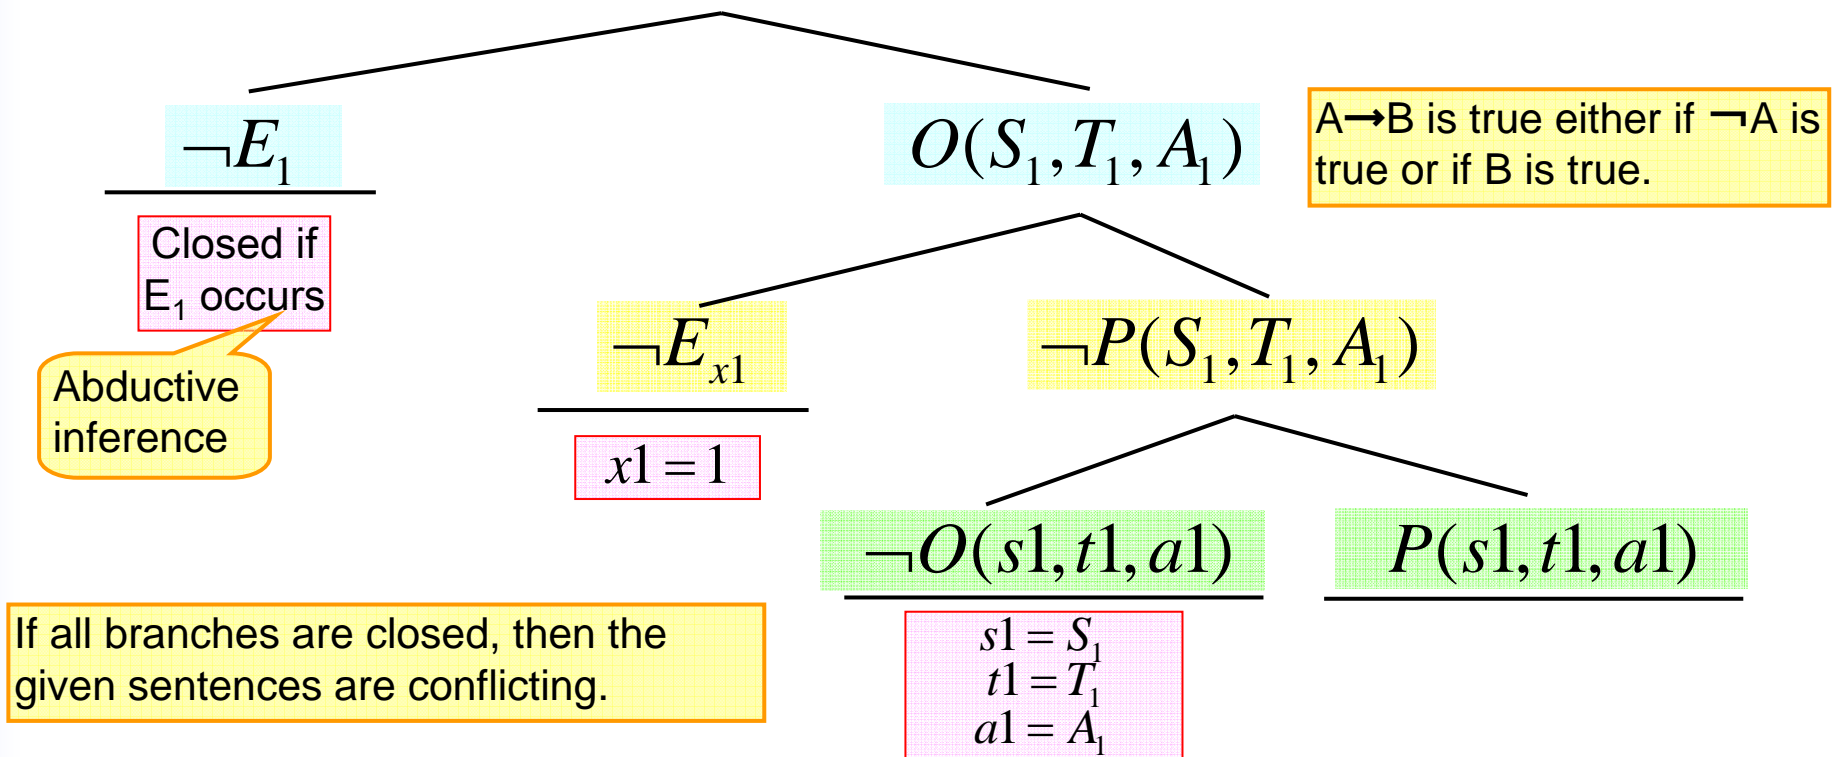 ¬E₁
O(S₁,T₁,A₁)
A→B is true either if ¬A is
true or if B is true.
Closed if
E₁ occurs
Abductive
inference
¬Eₓ₁
¬P(S₁,T₁,A₁)
x1 = 1
¬O(s1,t1,a1)
P(s1,t1,a1)
If all branches are closed, then the
given sentences are conflicting.
s1 = S₁
t1 = T₁
a1 = A₁